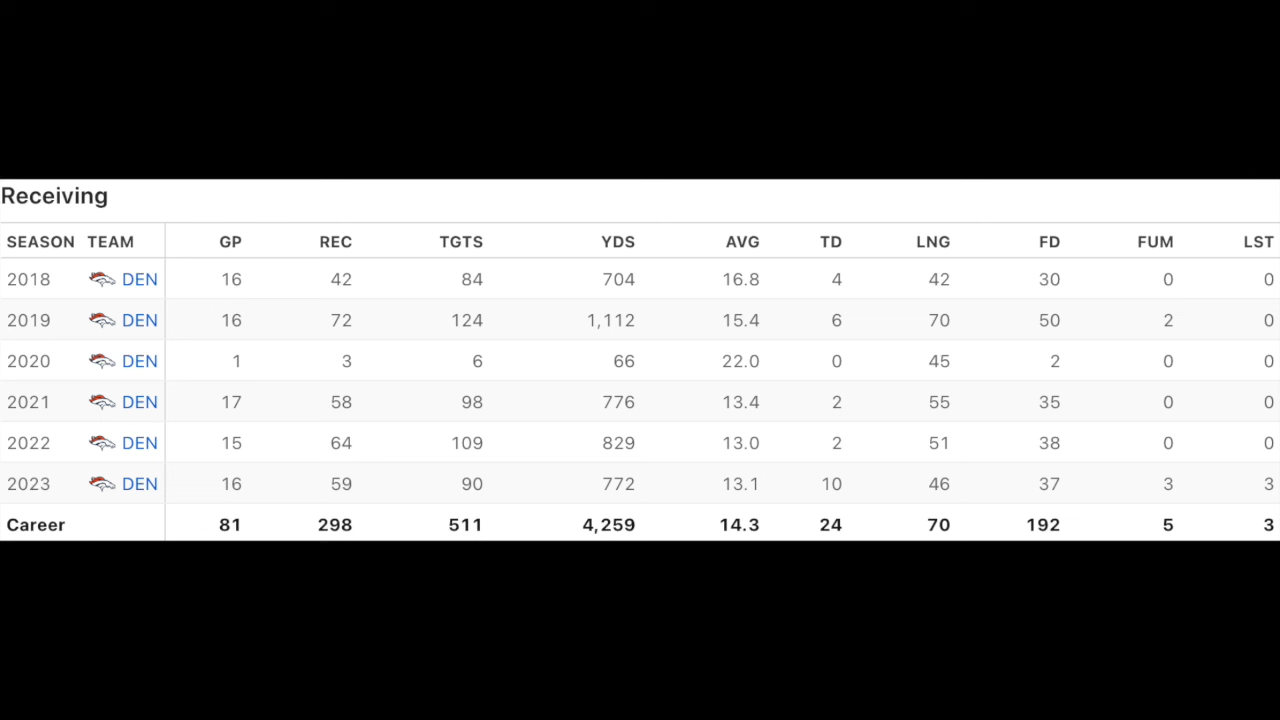 Receiving
SEASON TEAM GP REC TGTS YDS AVG TD LNG FD FUM LST
2018 DEN 16 42 84 704 16.8 4 42 30 0 0
2019 DEN 16 72 124 1,112 15.4 6 70 50 2 0
2020 DEN 1 3 6 66 22.0 0 45 2 0 0
2021 DEN 17 58 98 776 13.4 2 55 35 0 0
2022 DEN 15 64 109 829 13.0 2 51 38 0 0
2023 DEN 16 59 90 772 13.1 10 46 37 3 3
Career 81 298 511 4,259 14.3 24 70 192 5 3